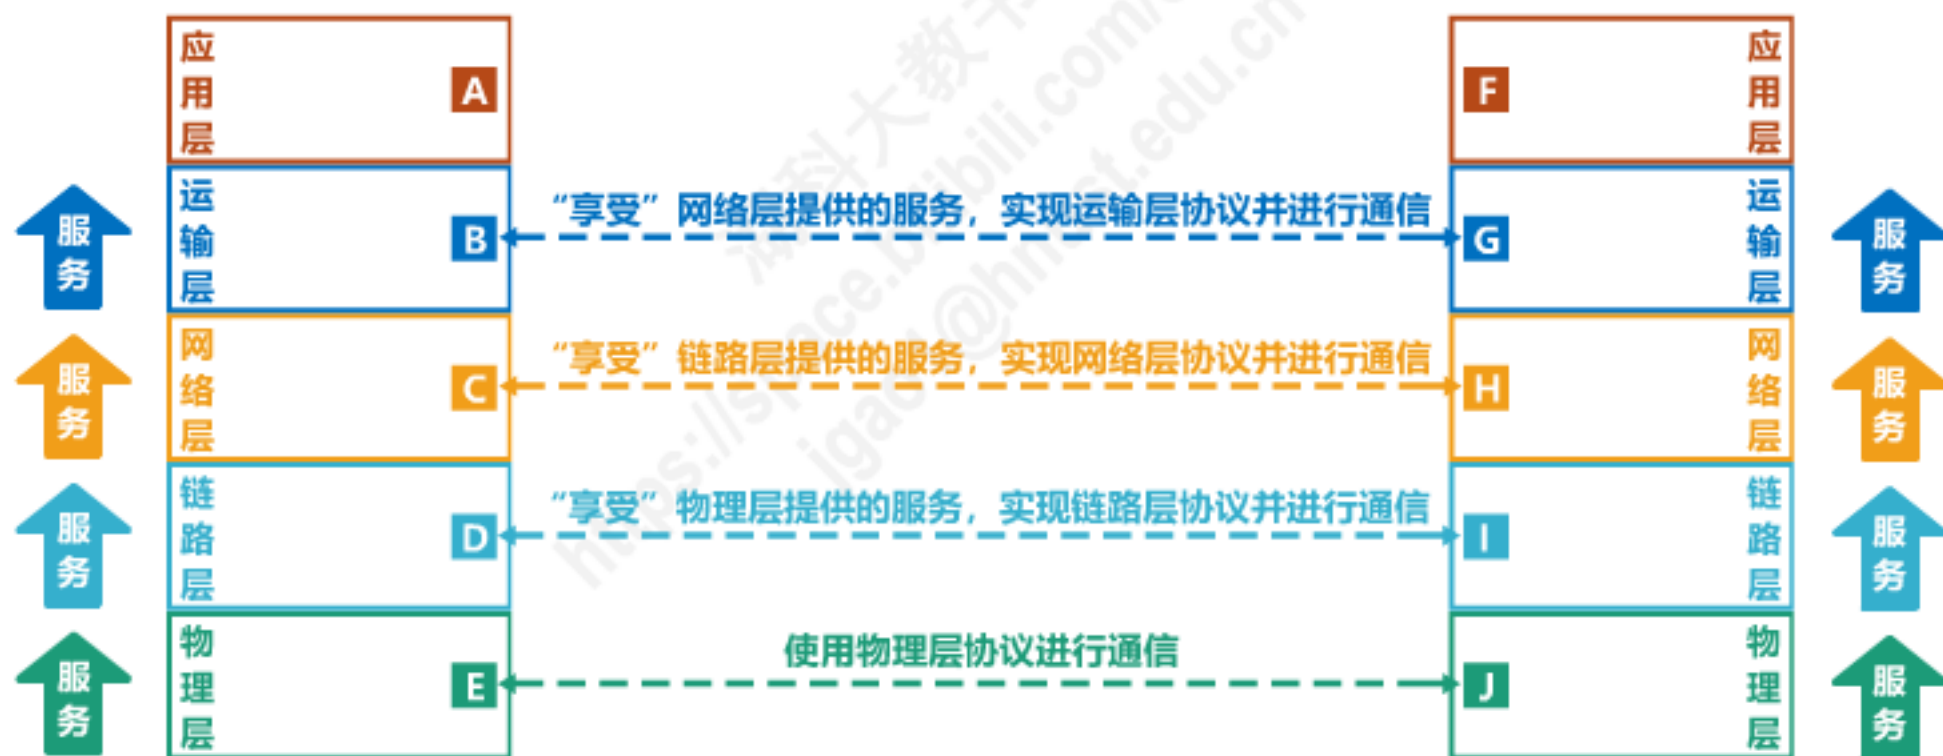 应用层
A
F
应用层
服务
运输层
B
“享受”网络层提供的服务，实现运输层协议并进行通信
G
运输层
服务
服务
网络层
C
“享受”链路层提供的服务，实现网络层协议并进行通信
H
网络层
服务
服务
链路层
D
“享受”物理层提供的服务，实现链路层协议并进行通信
I
链路层
服务
服务
物理层
E
使用物理层协议进行通信
J
物理层
服务